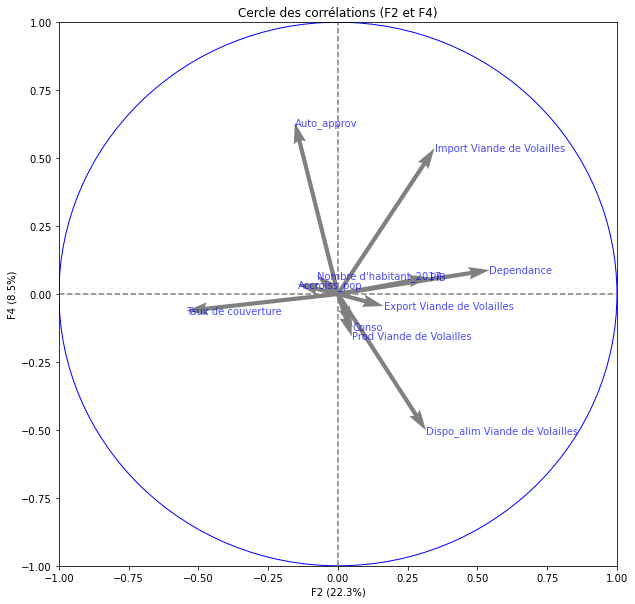 Cercle des corrélations (F2 et F4)
1.00
0.75
0.50
0.25
0.00
−0.25
−0.50
−0.75
−1.00
F4 (8.5%)
Auto_approv
Import Viande de Volailles
Dependance
Nombre d'habitant_2017
PIB
Accroiss_pop
Export Viande de Volailles
Taux de couverture
Conso
Prod Viande de Volailles
Dispo_alim Viande de Volailles
−1.00 −0.75 −0.50 −0.25 0.00 0.25 0.50 0.75 1.00
F2 (22.3%)